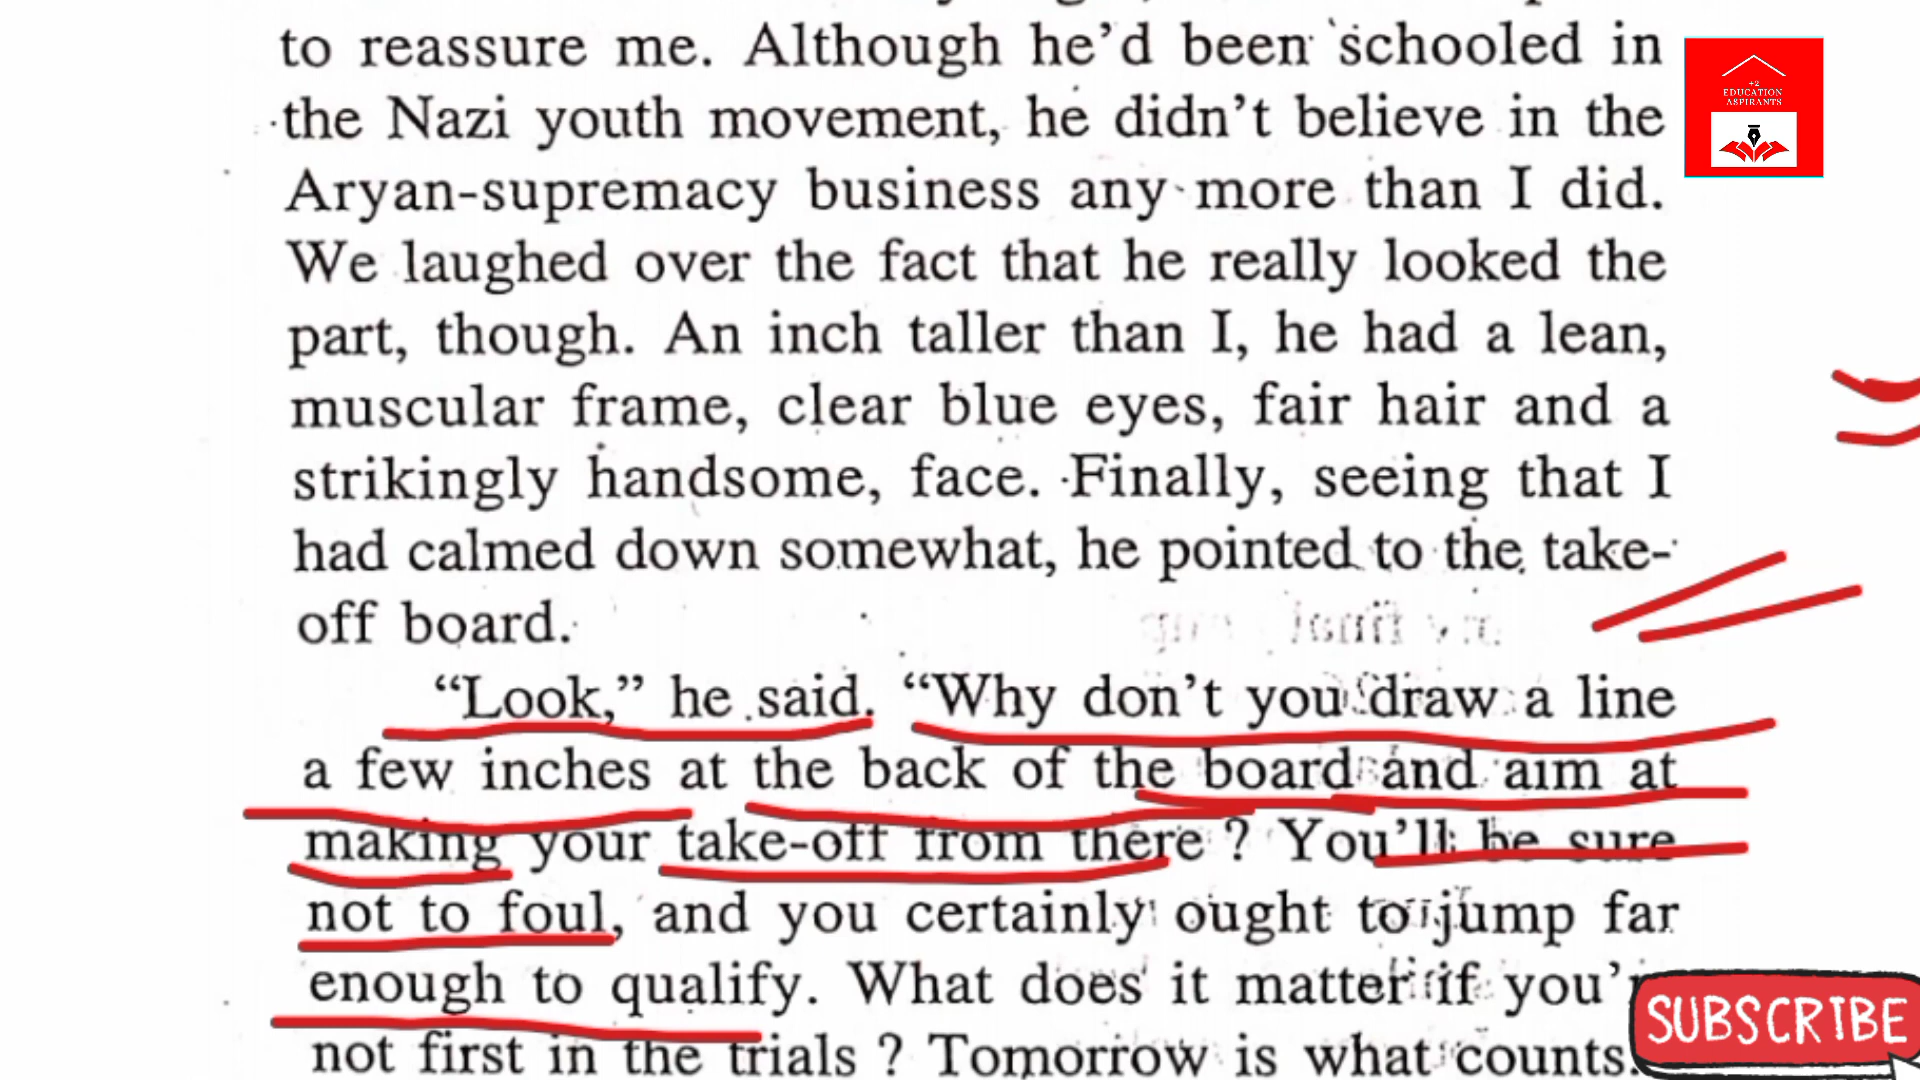 to reassure me. Although he'd been schooled in
the Nazi youth movement, he didn't believe in the
Aryan-supremacy business any more than I did.
We laughed over the fact that he really looked the
part, though. An inch taller than I, he had a lean,
muscular frame, clear blue eyes, fair hair and a
strikingly handsome, face. Finally, seeing that I
had calmed down somewhat, he pointed to the take-
off board.
"Look," he said. "Why don't you draw a line
a few inches at the back of the board and aim at
making your take-off from there ? You'll be sure
not to foul, and you certainly ought to jump far
enough to qualify. What does it matter if
not first in the trials ? Tomorrow is what counts.
+2
EDUCATION
ASPIRANTS
SUBSCRIBE